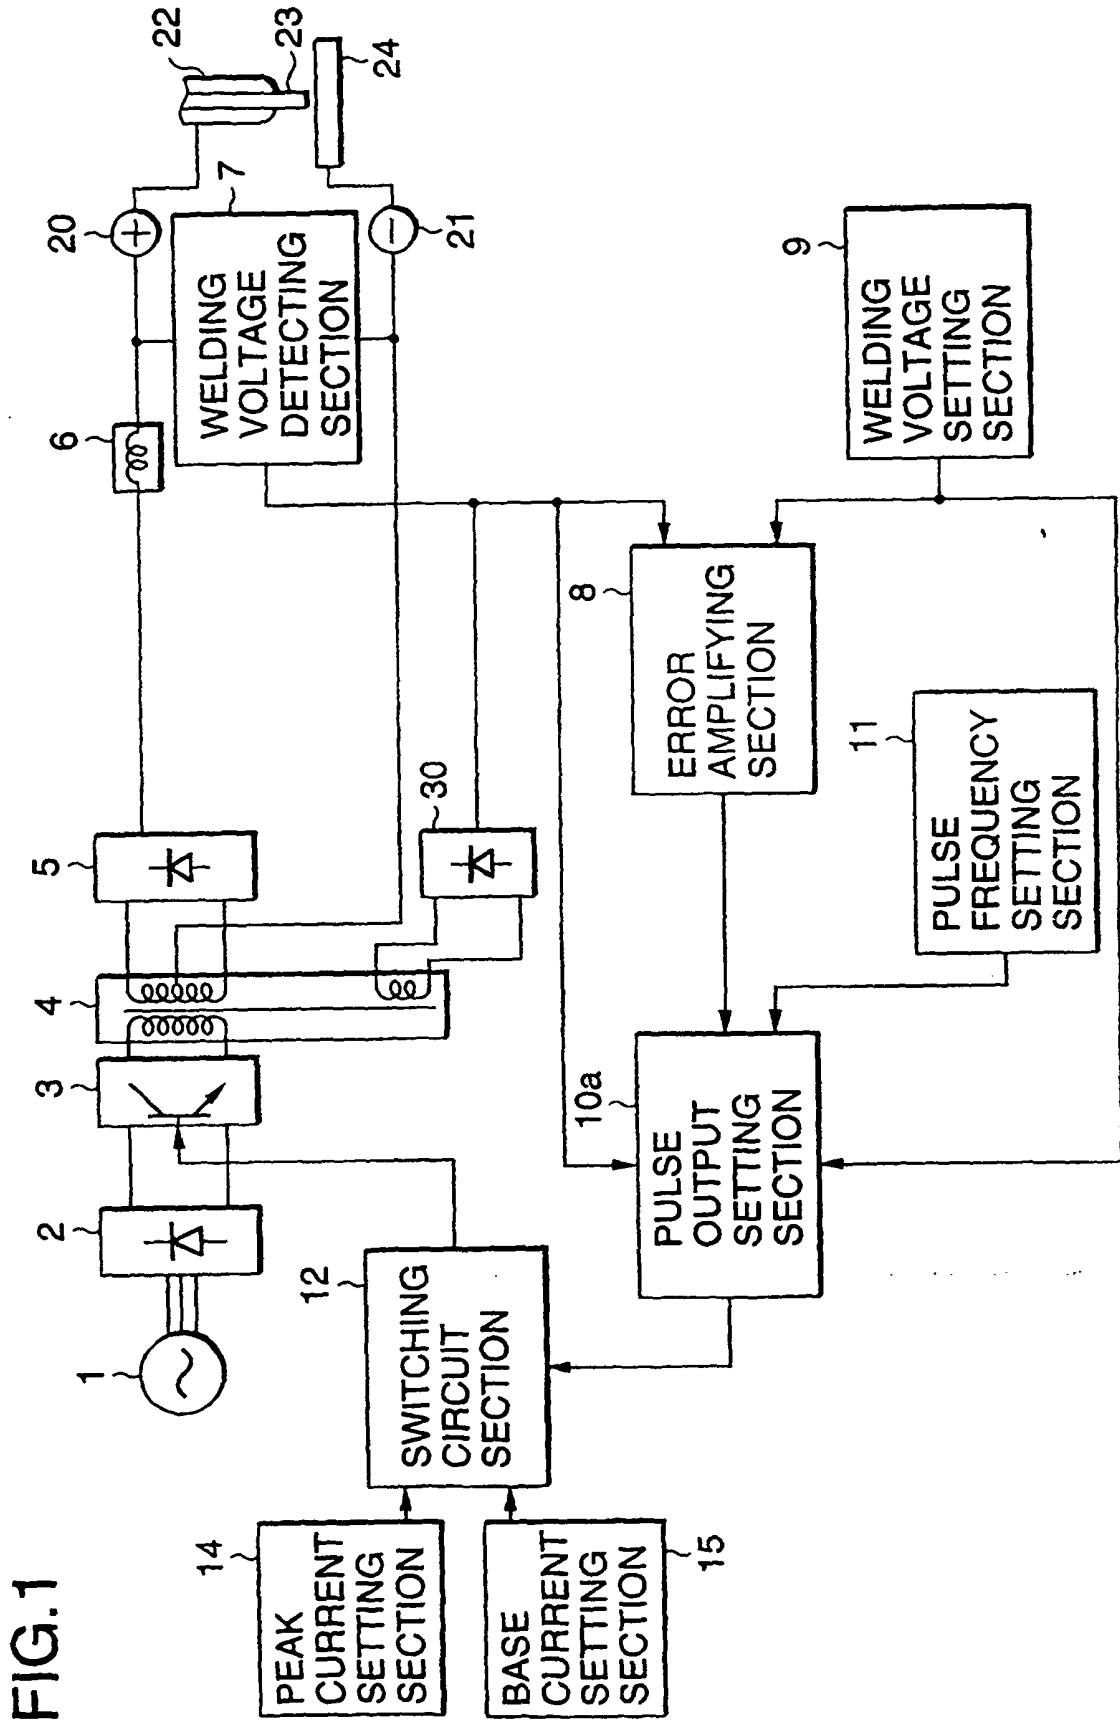 FIG.1
1
2
3
4
5
6
20
22
23
24
7
WELDING
VOLTAGE
DETECTING
SECTION
21
30
12
SWITCHING
CIRCUIT
SECTION
14
PEAK
CURRENT
SETTING
SECTION
BASE
CURRENT
SETTING
SECTION
15
10a
PULSE
OUTPUT
SETTING
SECTION
8
ERROR
AMPLIFYING
SECTION
9
WELDING
VOLTAGE
SETTING
SECTION
11
PULSE
FREQUENCY
SETTING
SECTION